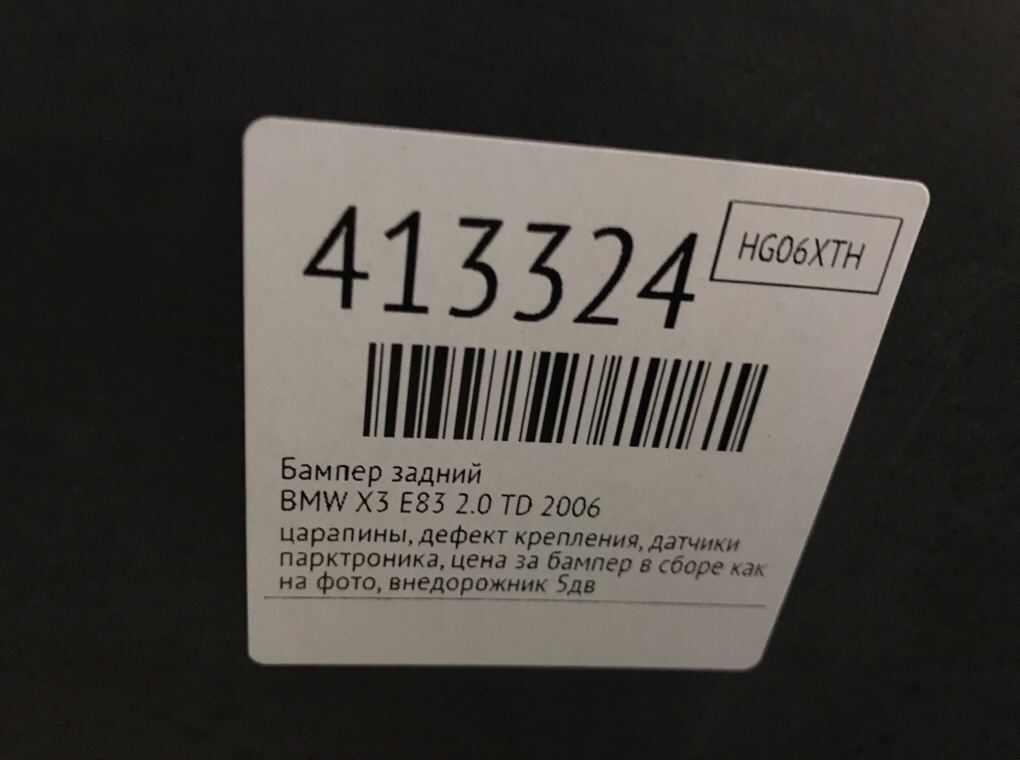 413324
HG06XTH
Бампер задний
BMW X3 E83 2.0 TD 2006
царапины, дефект крепления, датчики
парктроника, цена за бампер в сборе как
на фото, внедорожник 5дв